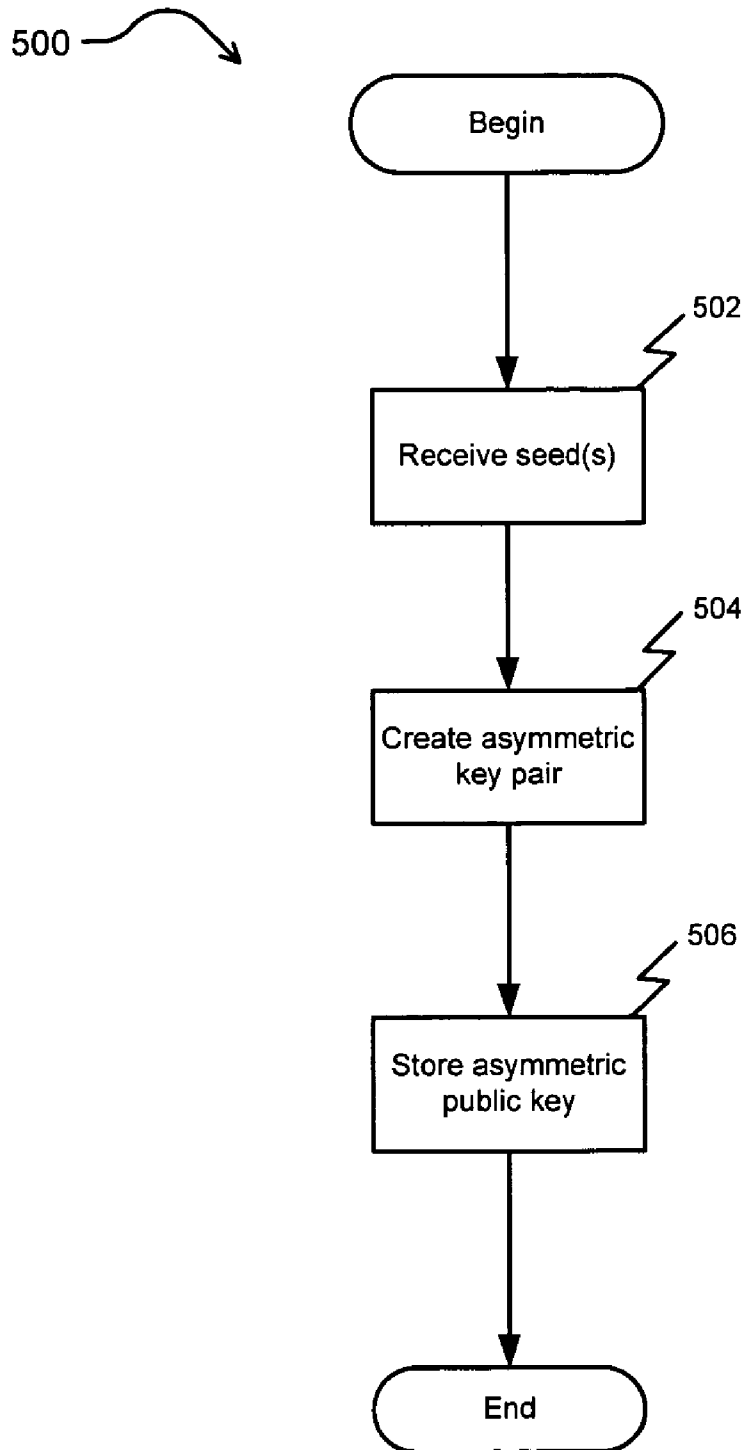 500
Begin
502
Receive seed(s)
504
Create asymmetric
key pair
506
Store asymmetric
public key
End